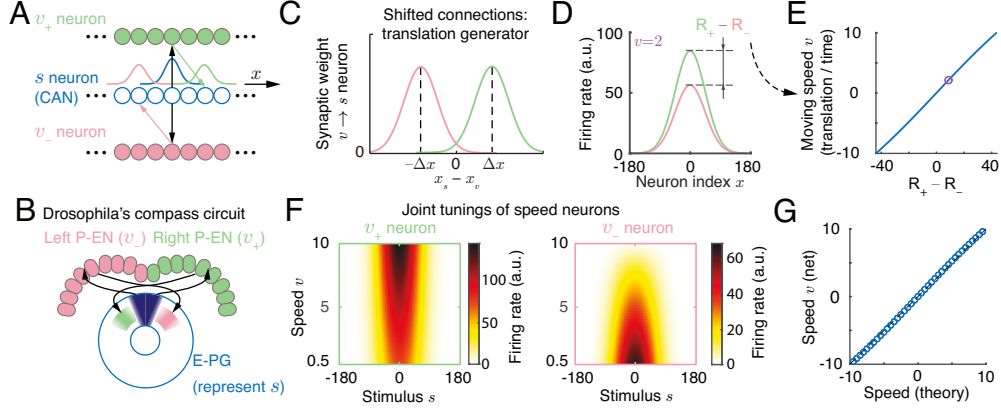 A
v₊ neuron
s neuron
(CAN)
v₋ neuron
x
B
Drosophila's compass circuit
Left P-EN (v₋) Right P-EN (v₊)
E-PG
(represent s)
C
Shifted connections:
translation generator
Synaptic weight
v → s neuron
0
−Δx 0 Δx
x_s − x_v
D
R₊ − R₋
v=2
Firing rate (a.u.)
100
50
0
-180 0 180
Neuron index x
E
Moving speed v
(translation / time)
10
0
-10
-40 0 40
R₊ − R₋
F
Joint tunings of speed neurons
v₊ neuron
Speed v
10
5
0.5
-180 0 180
Stimulus s
Firing rate (a.u.)
100
50
0
v₋ neuron
10
5
0.5
-180 0 180
Stimulus s
Firing rate (a.u.)
60
40
20
0
G
Speed v (net)
10
0
-10
-10 0 10
Speed (theory)